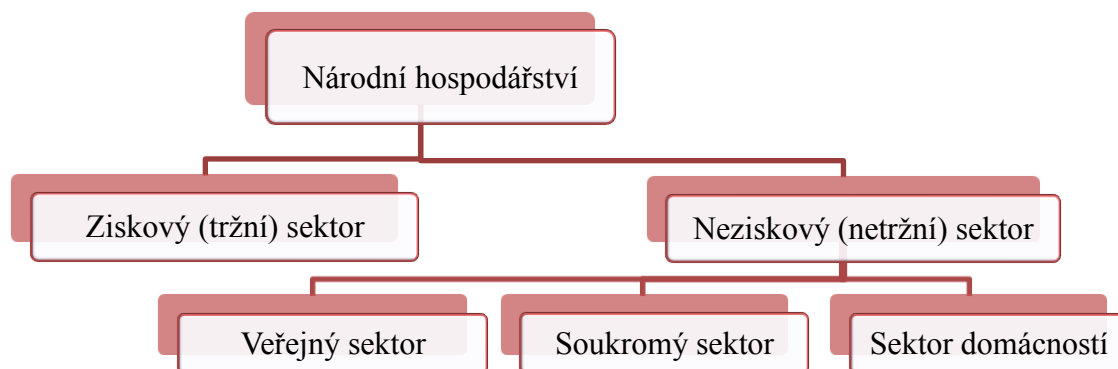 Národní hospodářství
Ziskový (tržní) sektor
Neziskový (netržní) sektor
Veřejný sektor
Soukromý sektor
Sektor domácností